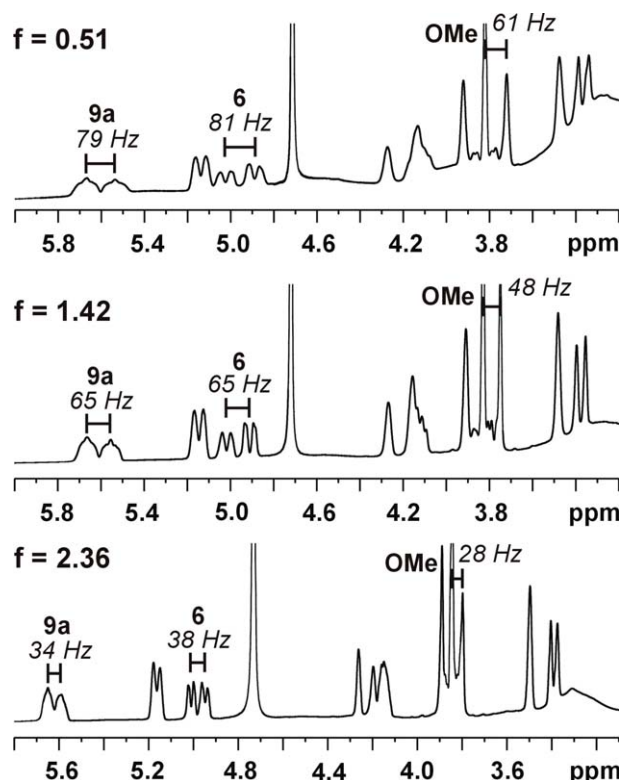 f = 0.51
OMe
61 Hz
9a
79 Hz
6
81 Hz
5.8 5.4 5.0 4.6 4.2 3.8 ppm
f = 1.42
OMe
48 Hz
9a
65 Hz
6
65 Hz
5.8 5.4 5.0 4.6 4.2 3.8 ppm
f = 2.36
OMe
28 Hz
9a
34 Hz
6
38 Hz
5.6 5.2 4.8 4.4 4.0 3.6 ppm